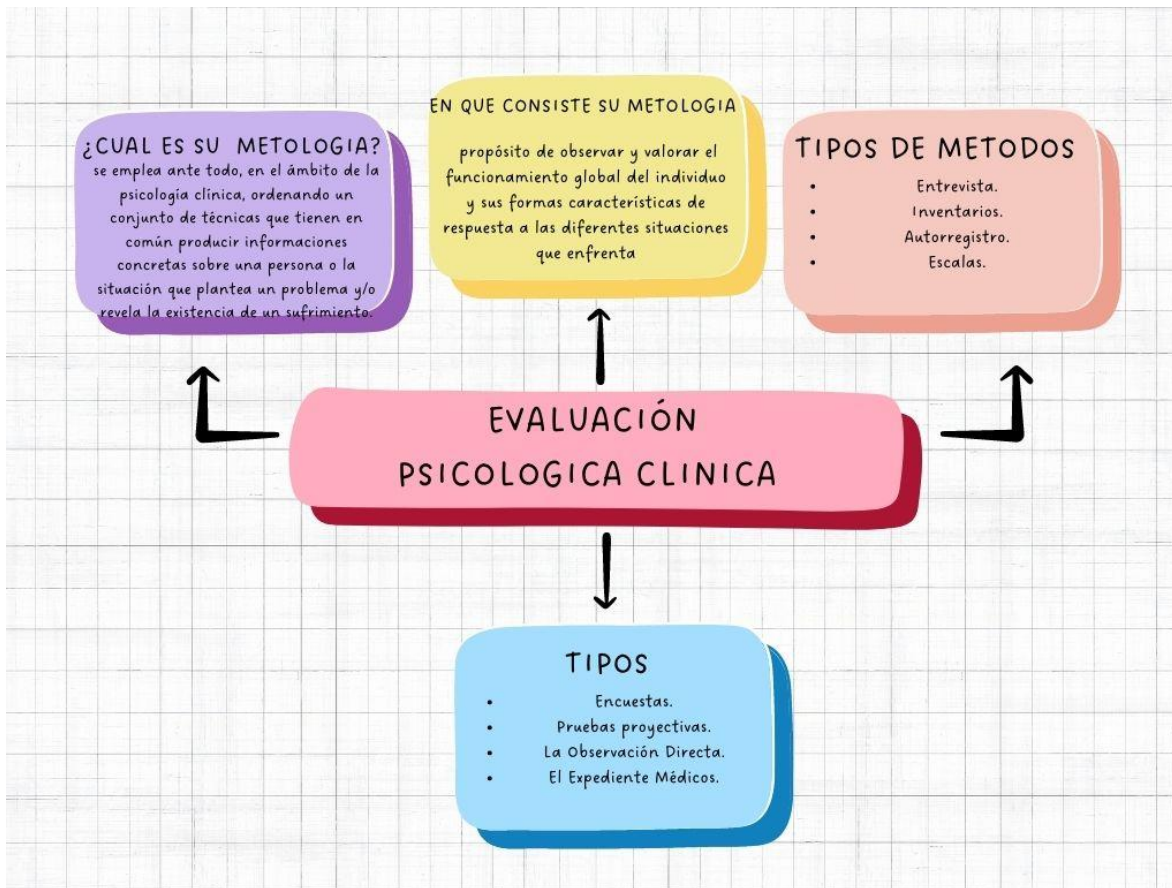 ¿CUAL ES SU METOLOGIA?
se emplea ante todo, en el ámbito de la
psicología clínica, ordenando un
conjunto de técnicas que tienen en
común producir informaciones
concretas sobre una persona o la
situación que plantea un problema y/o
revela la existencia de un sufrimiento.
EN QUE CONSISTE SU METOLOGIA
propósito de observar y valorar el
funcionamiento global del individuo
y sus formas características de
respuesta a las diferentes situaciones
que enfrenta
TIPOS DE METODOS
• Entrevista.
• Inventarios.
• Autorregistro.
• Escalas.
EVALUACIÓN
PSICOLOGICA CLINICA
TIPOS
• Encuestas.
• Pruebas proyectivas.
• La Observación Directa.
• El Expediente Médicos.